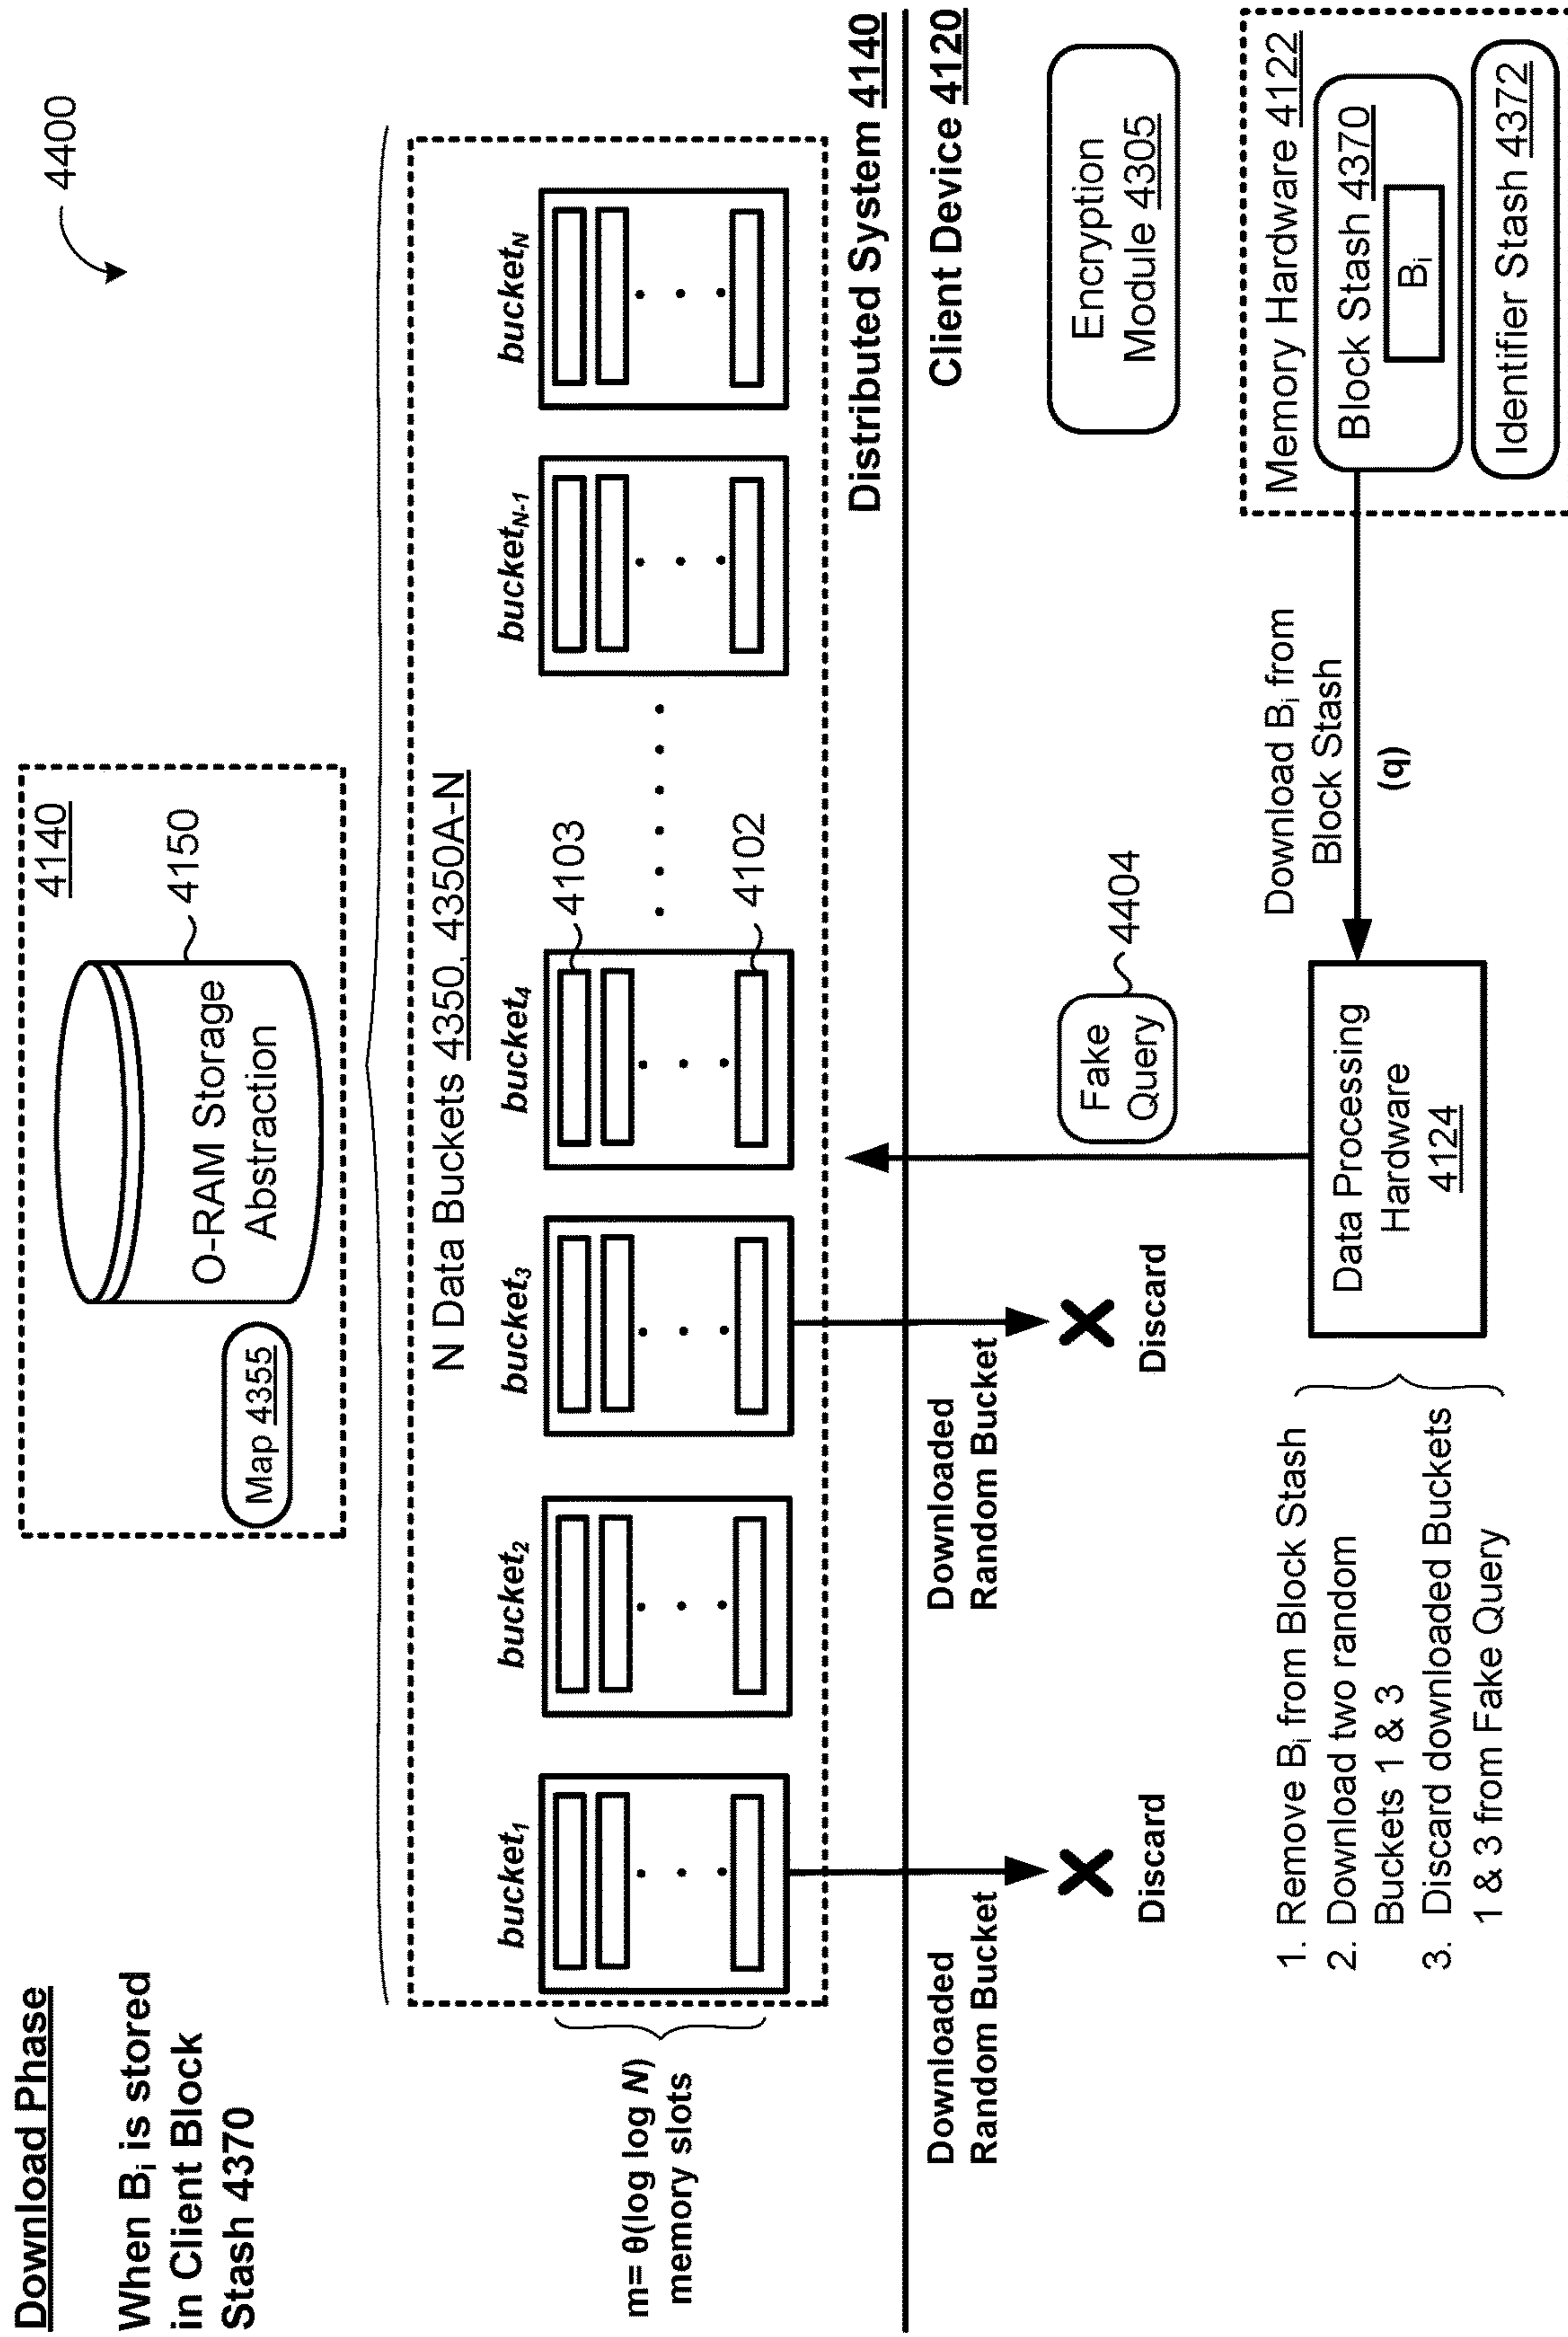 Download Phase
When Bi is stored
in Client Block
Stash 4370
4400
4140
4150
O-RAM Storage
Abstraction
Map 4355
N Data Buckets 4350, 4350A-N
bucket1
bucket2
bucket3
bucket4
bucketN-1
bucketN
4103
4102
m= θ(log log N)
memory slots
Distributed System 4140
Client Device 4120
Downloaded
Random Bucket
Discard
Downloaded
Random Bucket
Discard
Fake
Query
4404
Encryption
Module 4305
1. Remove Bi from Block Stash
2. Download two random
Buckets 1 & 3
3. Discard downloaded Buckets
1 & 3 from Fake Query
Data Processing
Hardware
4124
Download Bi from
Block Stash
(q)
Memory Hardware 4122
Block Stash 4370
Bi
Identifier Stash 4372